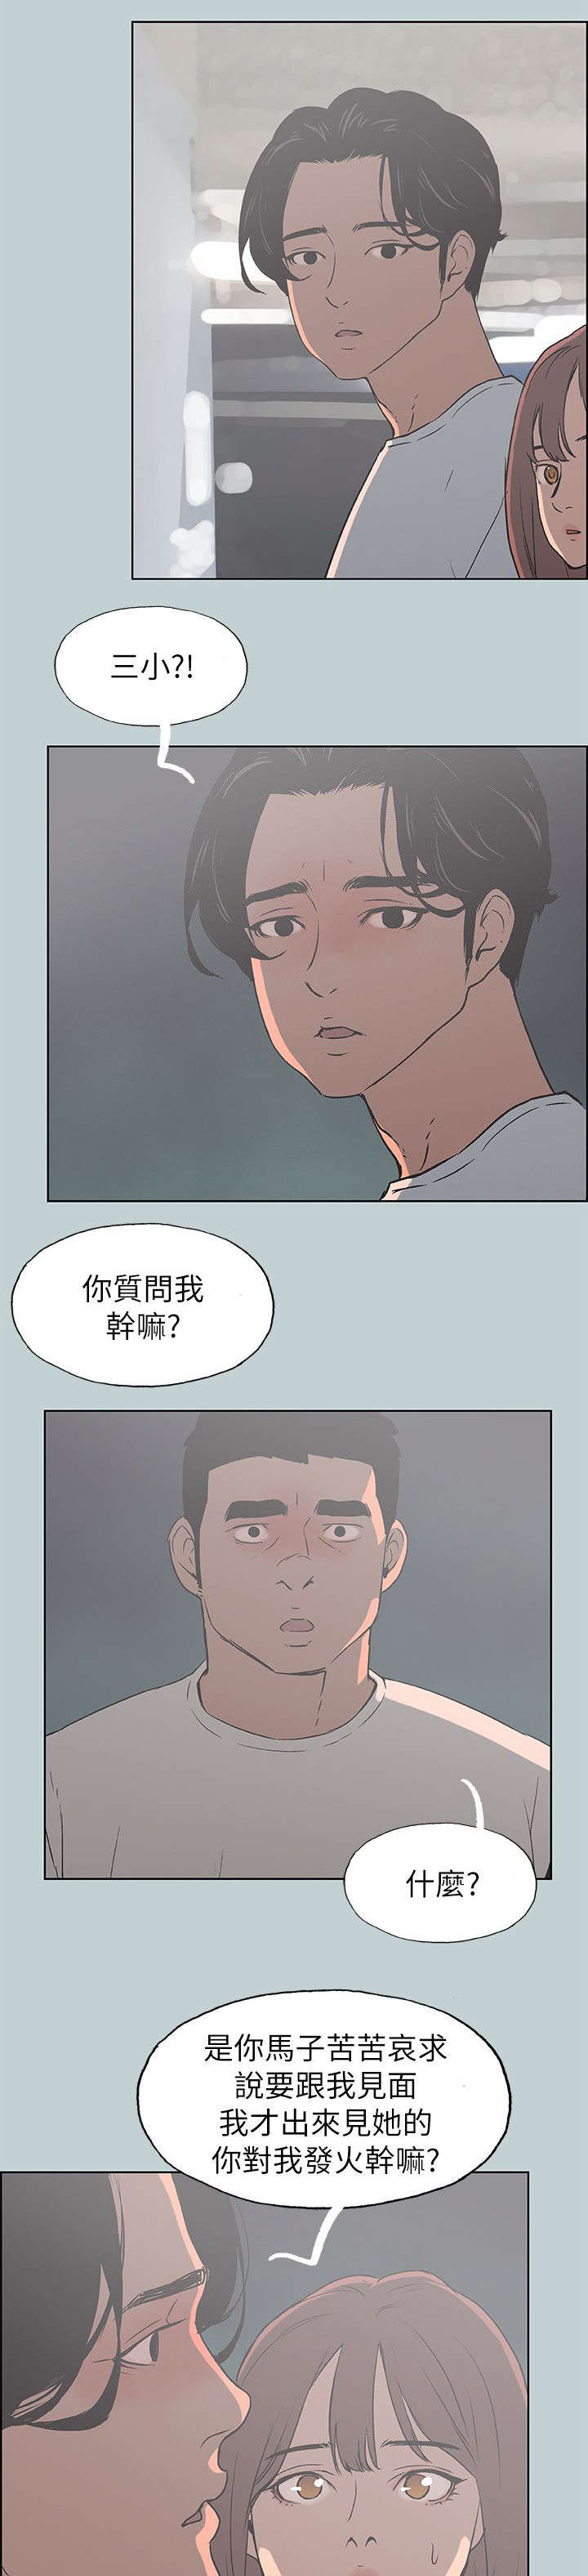 三小?!
你質問我
幹嘛?
什麼?
是你馬子苦苦哀求
說要跟我見面
我才出來見她的
你對我發火幹嘛?